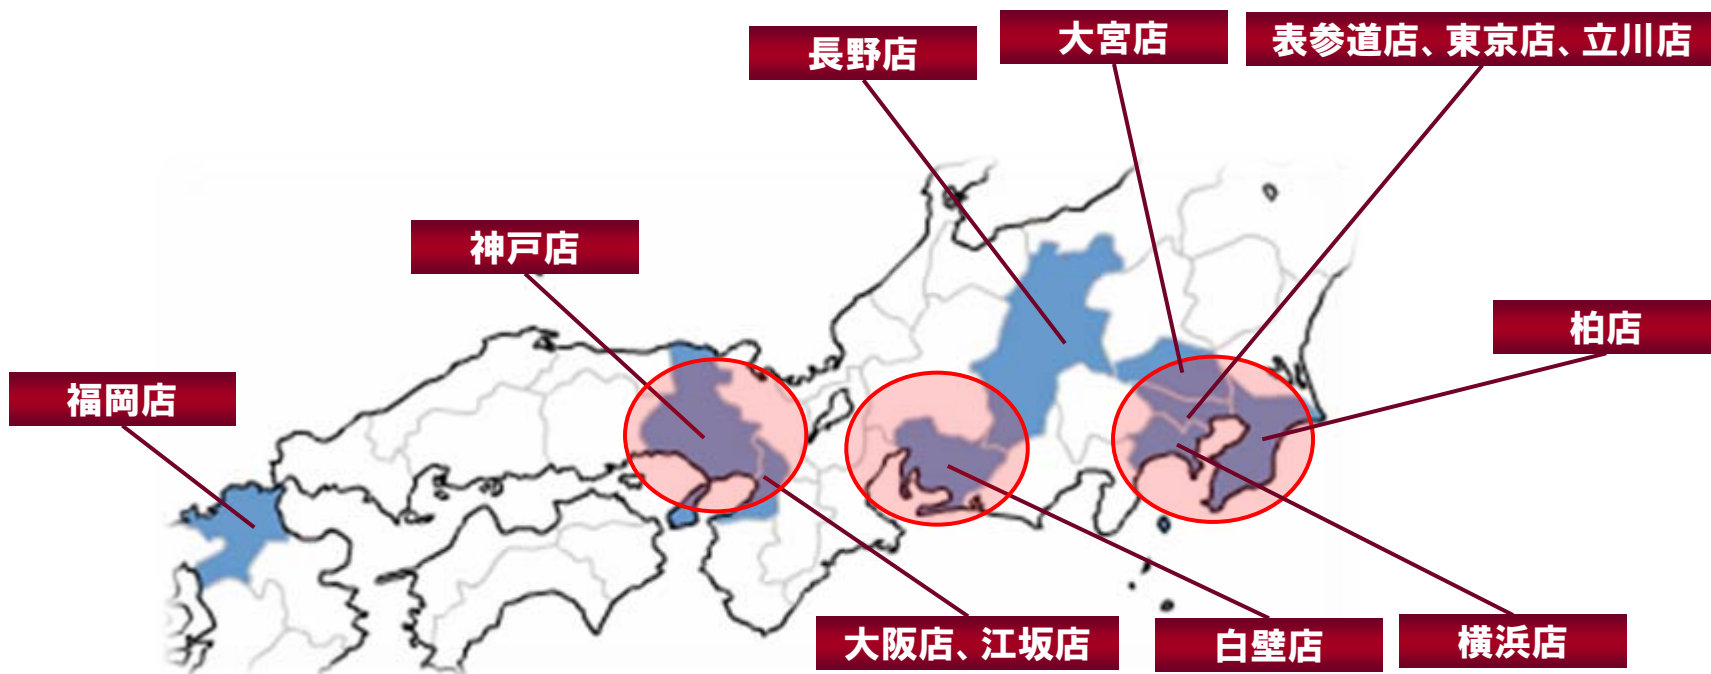 長野店
大宮店
表参道店、東京店、立川店
神戸店
柏店
福岡店
大阪店、江坂店
白壁店
横浜店